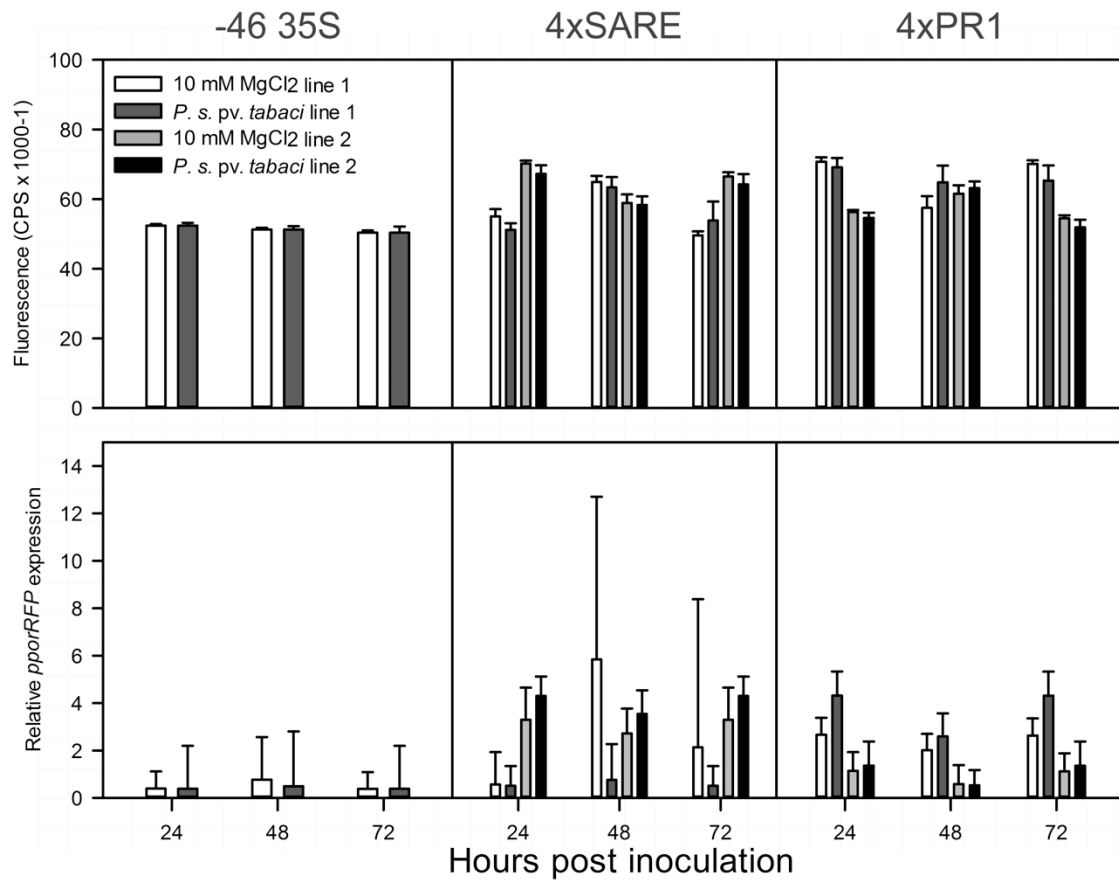 -46 35S 4xSARE 4xPR1
100
80
60
40
20
0
Fluorescence (CPS x 1000-1)
10 mM MgCl2 line 1
P. s. pv. tabaci line 1
10 mM MgCl2 line 2
P. s. pv. tabaci line 2
14
12
10
8
6
4
2
0
Relative pporRFP expression
24 48 72 24 48 72 24 48 72
Hours post inoculation